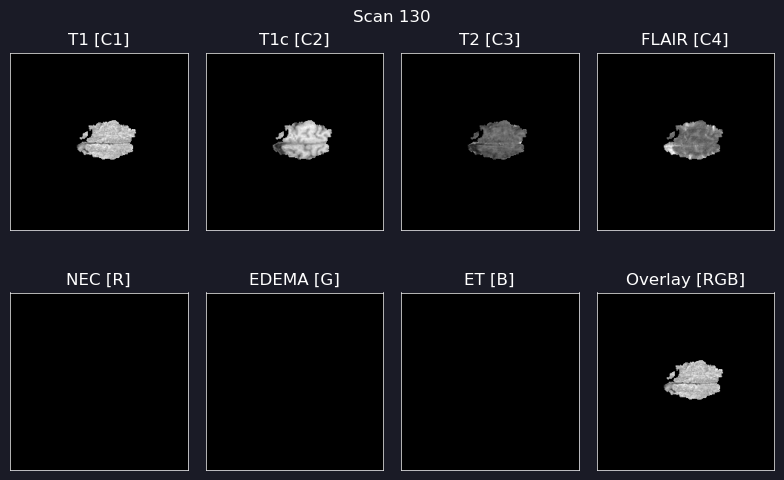 Scan 130
T1 [C1]
T1c [C2]
T2 [C3]
FLAIR [C4]
NEC [R]
EDEMA [G]
ET [B]
Overlay [RGB]